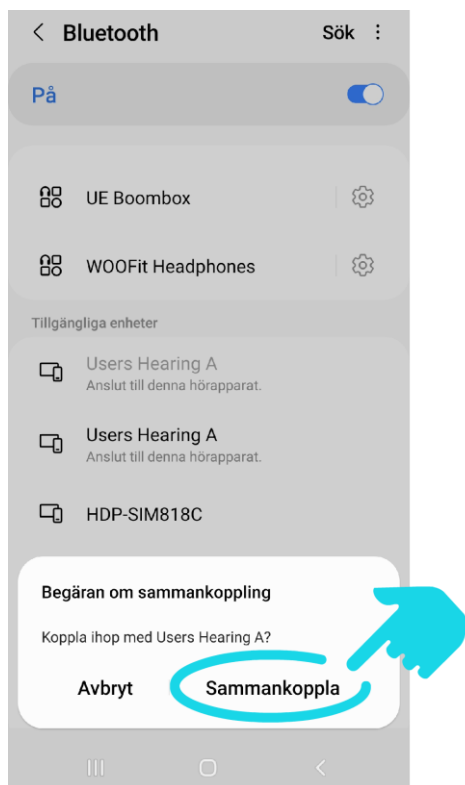 Bluetooth Sök
På
UE Boombox
WOOFit Headphones
Tillgängliga enheter
Users Hearing A
Anslut till denna hörapparat.
Users Hearing A
Anslut till denna hörapparat.
HDP-SIM818C
Begäran om sammankoppling
Koppla ihop med Users Hearing A?
Avbryt Sammankoppla